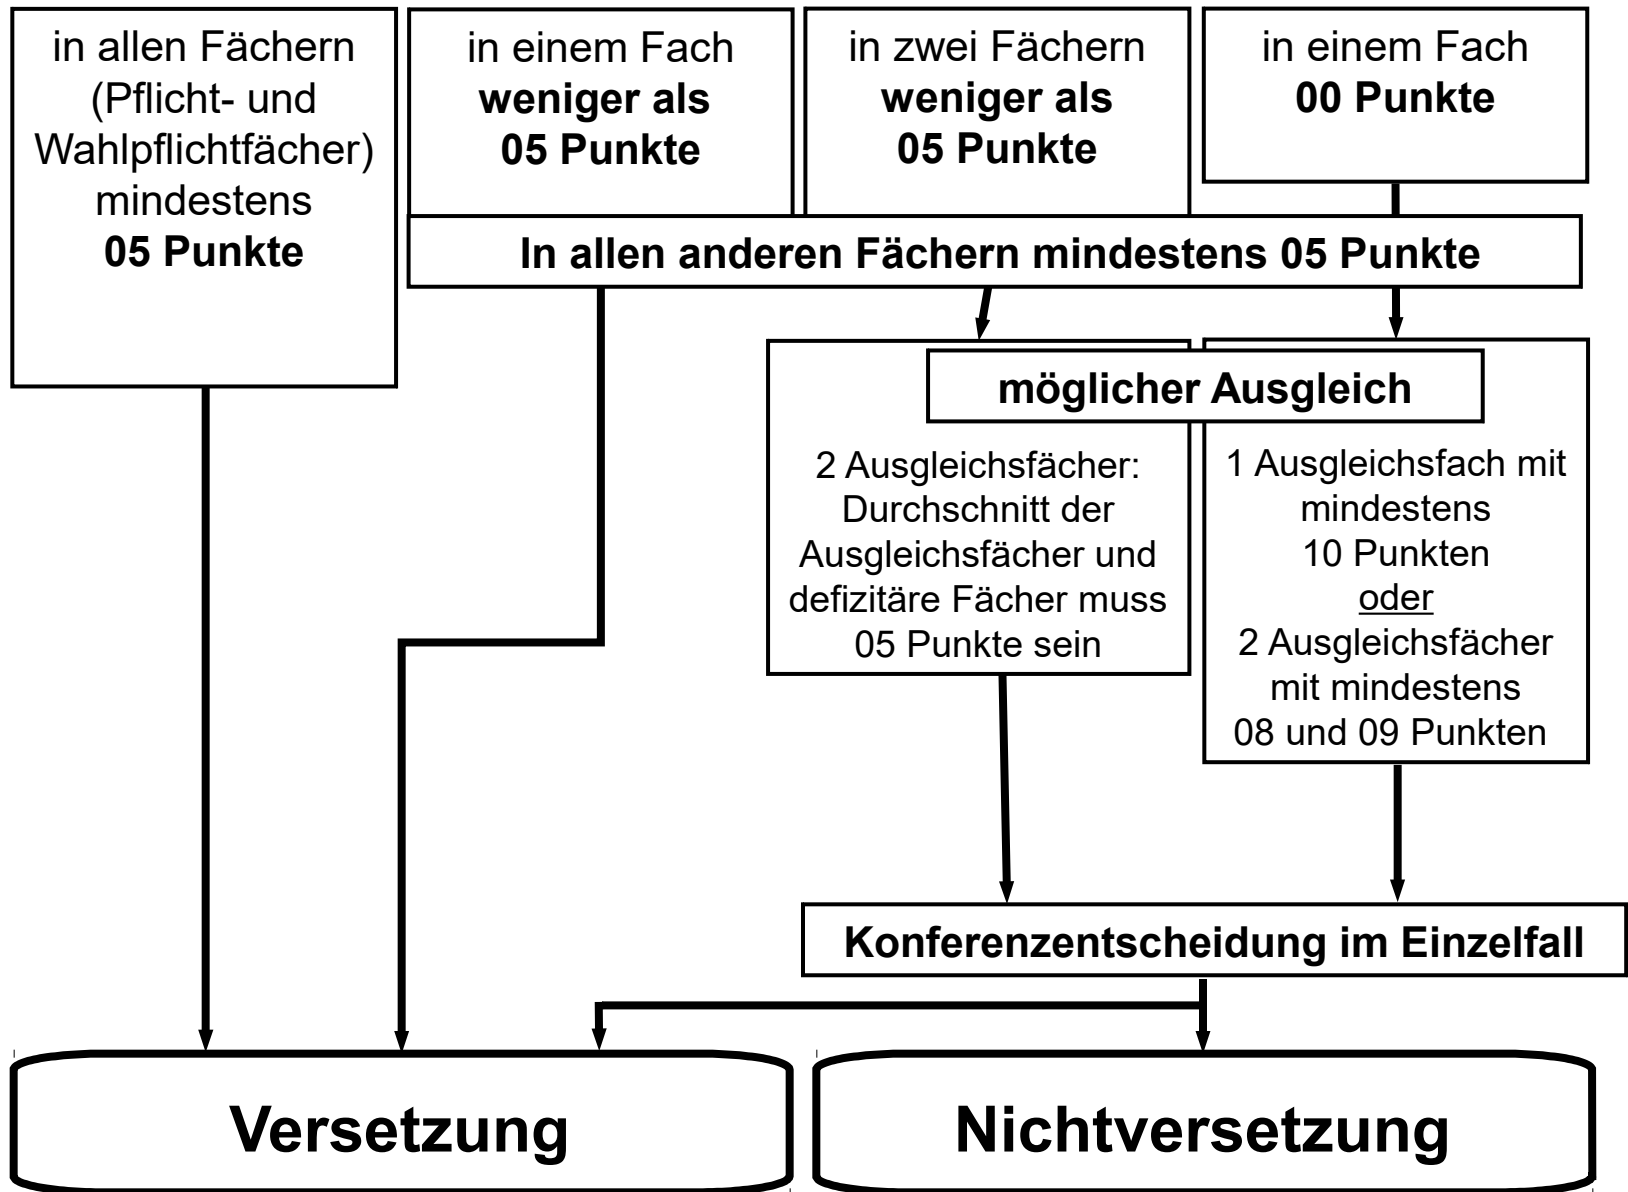 in allen Fächern
(Pflicht- und
Wahlpflichtfächer)
mindestens
05 Punkte
in einem Fach
weniger als
05 Punkte
in zwei Fächern
weniger als
05 Punkte
in einem Fach
00 Punkte
In allen anderen Fächern mindestens 05 Punkte
möglicher Ausgleich
2 Ausgleichsfächer:
Durchschnitt der
Ausgleichsfächer und
defizitäre Fächer muss
05 Punkte sein
1 Ausgleichsfach mit
mindestens
10 Punkten
oder
2 Ausgleichsfächer
mit mindestens
08 und 09 Punkten
Konferenzentscheidung im Einzelfall
Versetzung
Nichtversetzung